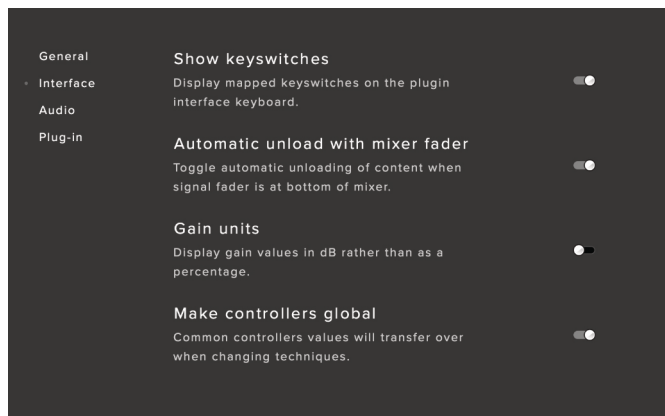 General
Interface
Audio
Plug-in
Show keyswitches
Display mapped keyswitches on the plugin
interface keyboard.
Automatic unload with mixer fader
Toggle automatic unloading of content when
signal fader is at bottom of mixer.
Gain units
Display gain values in dB rather than as a
percentage.
Make controllers global
Common controllers values will transfer over
when changing techniques.